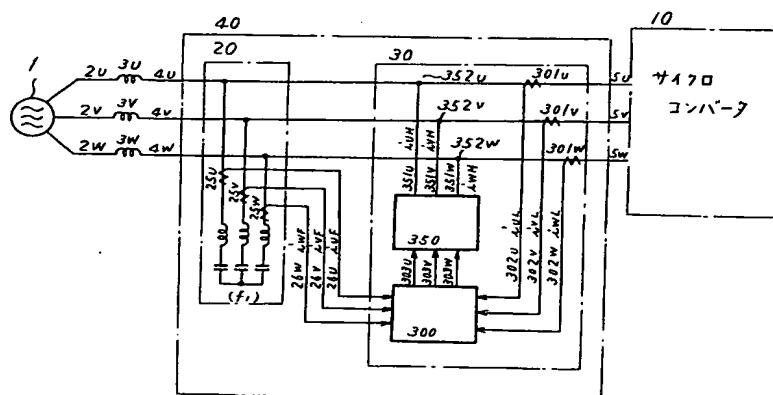 40
10
20
30
1
2u
3u
4u
352u
301u
5u
サイクロ
コンバータ
2v
3v
4v
352v
301v
5v
2w
3w
4w
352w
301w
5w
25u
25v
25w
351u
iuH
351v
ivH
351w
iwH
350
26w iwF
26v ivF
26u iuF
303u
303v
303w
302u iuL
302v ivL
302w iwL
300
(f1)